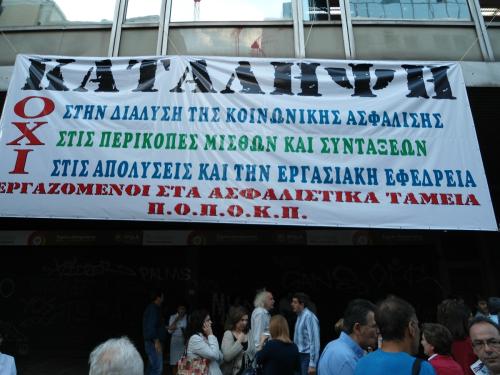 ΚΑΤΑΛΗΨΗ
ΟΧΙ
ΣΤΗΝ ΔΙΑΛΥΣΗ ΤΗΣ ΚΟΙΝΩΝΙΚΗΣ ΑΣΦΑΛΙΣΗΣ
ΣΤΙΣ ΠΕΡΙΚΟΠΕΣ ΜΙΣΘΩΝ ΚΑΙ ΣΥΝΤΑΞΕΩΝ
ΣΤΙΣ ΑΠΟΛΥΣΕΙΣ ΚΑΙ ΤΗΝ ΕΡΓΑΣΙΑΚΗ ΕΦΕΔΡΕΙΑ
ΕΡΓΑΖΟΜΕΝΟΙ ΣΤΑ ΑΣΦΑΛΙΣΤΙΚΑ ΤΑΜΕΙΑ
Π.Ο.Π.Ο.Κ.Π.